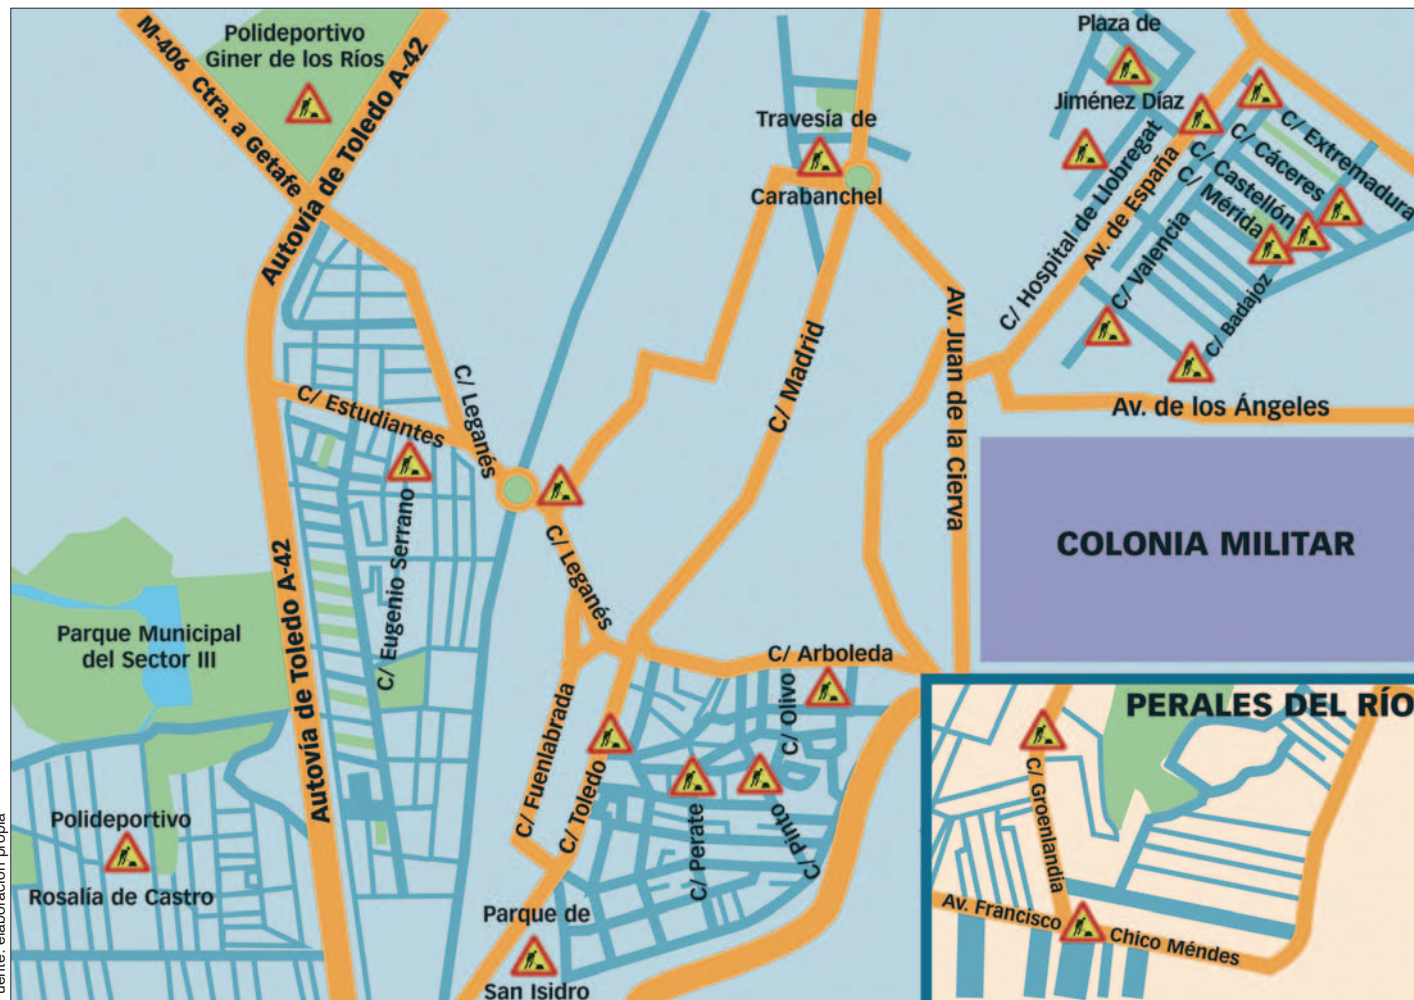 Polideportivo
Giner de los Ríos
M-406 Ctra. a Getafe
Autovía de Toledo A-42
Travesía de
Carabanchel
Plaza de
Jiménez Díaz
C/ Hospital de Llobregat
Av. de España
C/ Extremadura
C/ Cáceres
C/ Castellón
C/ Mérida
C/ Valencia
C/ Badajoz
Av. de los Ángeles
C/ Estudiantes
C/ Leganés
C/ Madrid
Av. Juan de la Cierva
COLONIA MILITAR
C/ Eugenio Serrano
C/ Leganés
Autovía de Toledo A-42
Parque Municipal
del Sector III
C/ Arboleda
C/ Olivo
C/ Fuenlabrada
C/ Toledo
C/ Perate
C/ Pinto
Polideportivo
Rosalía de Castro
Parque de
San Isidro
PERALES DEL RÍO
C/ Groenlandia
Av. Francisco
Chico Méndes
elaboración propia